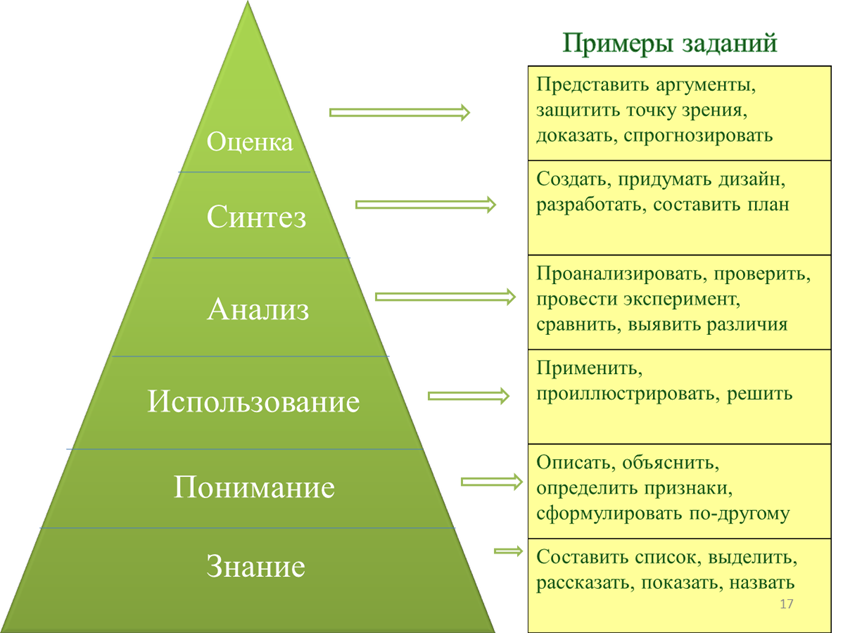 Примеры заданий
Оценка
Представить аргументы,
защитить точку зрения,
доказать, спрогнозировать
Синтез
Создать, придумать дизайн,
разработать, составить план
Анализ
Проанализировать, проверить,
провести эксперимент,
сравнить, выявить различия
Использование
Применить,
проиллюстрировать, решить
Понимание
Описать, объяснить,
определить признаки,
сформулировать по-другому
Знание
Составить список, выделить,
рассказать, показать, назвать
17